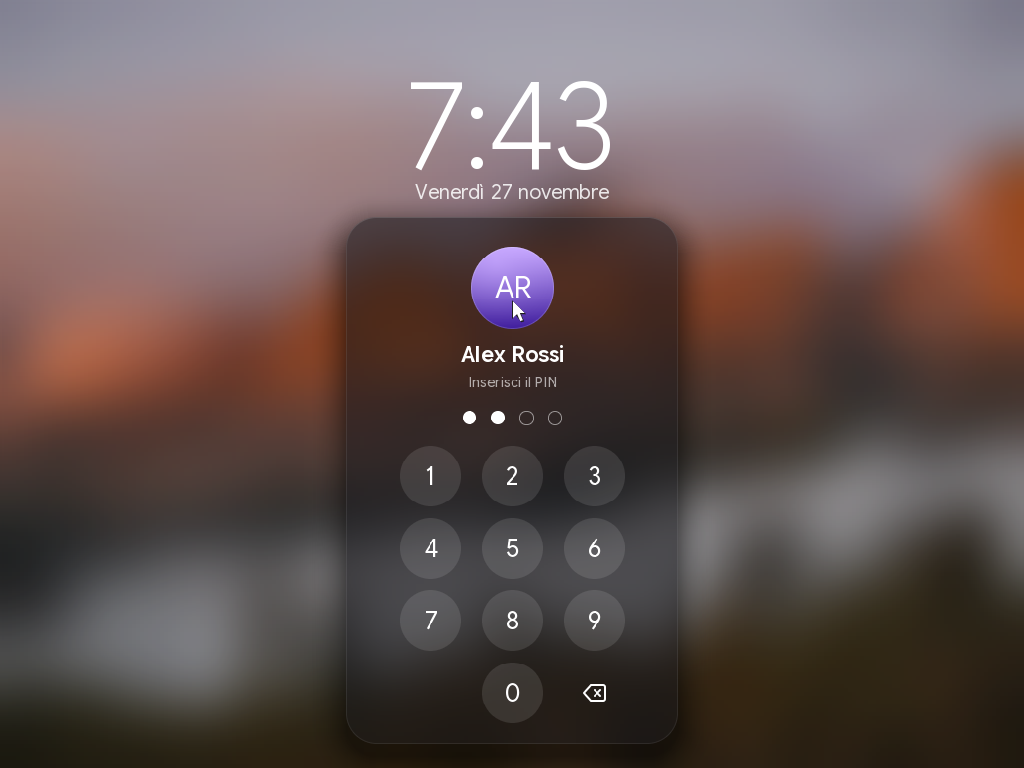 7:43
Venerdì 27 novembre
AR
Alex Rossi
Inserisci il PIN
1 2 3
4 5 6
7 8 9
0